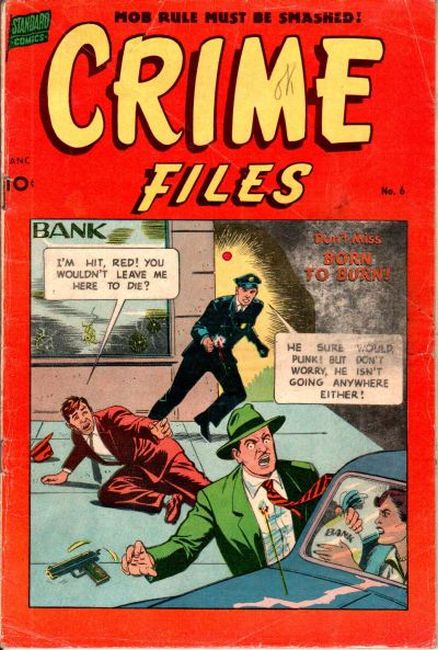 MOB RULE MUST BE SMASHED!
STANDARD
COMICS
CRIME
OK
FILES
ANC
10¢
No. 6
BANK
Don't Miss
BORN
TO BURN!
I'M HIT, RED! YOU
WOULDN'T LEAVE ME
HERE TO DIE?
HE SURE WOULD,
PUNK! BUT DON'T
WORRY, HE ISN'T
GOING ANYWHERE
EITHER!
BANK